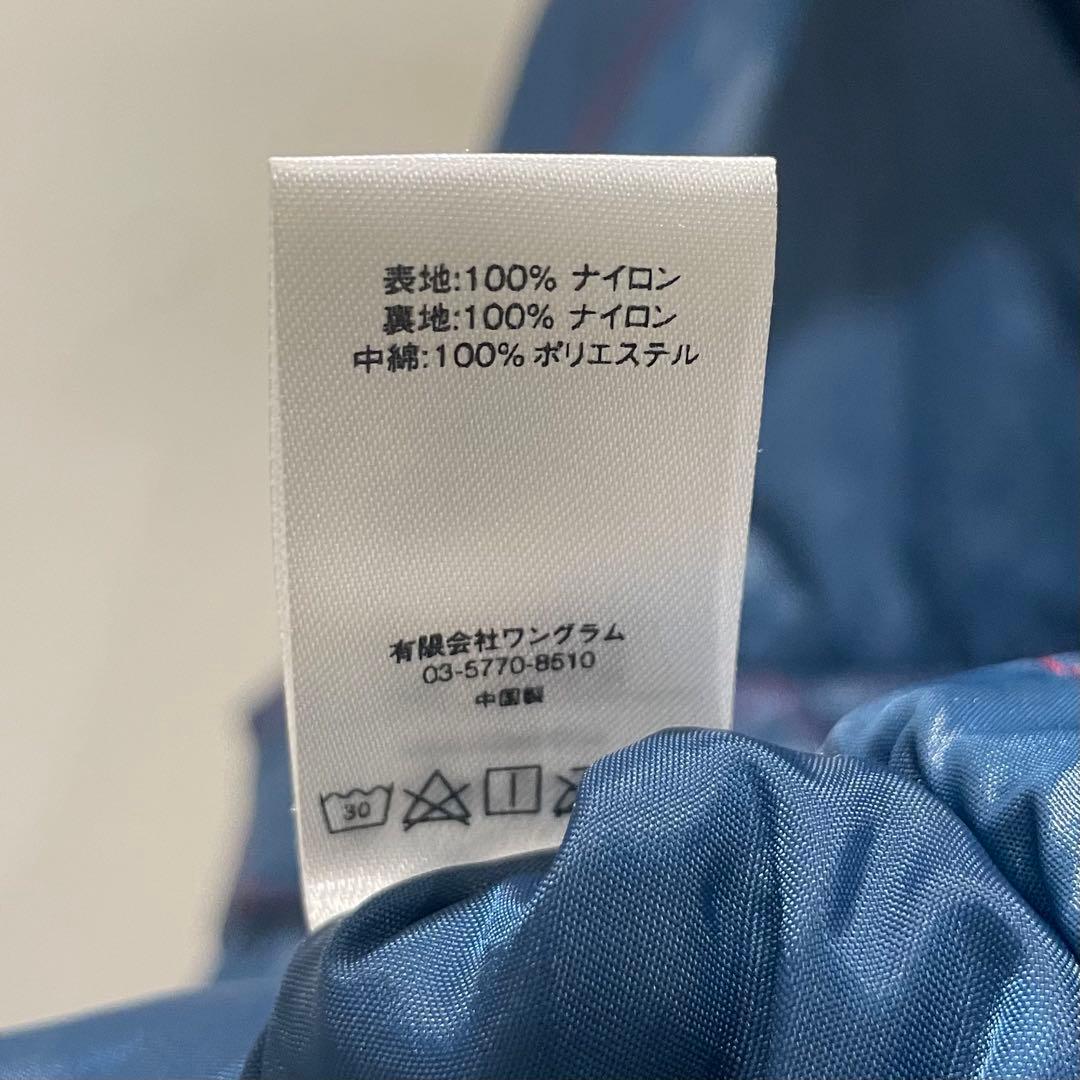 表地:100% ナイロン
裏地:100% ナイロン
中綿:100% ポリエステル
有限会社ワングラム
03-5770-8510
中国製
30